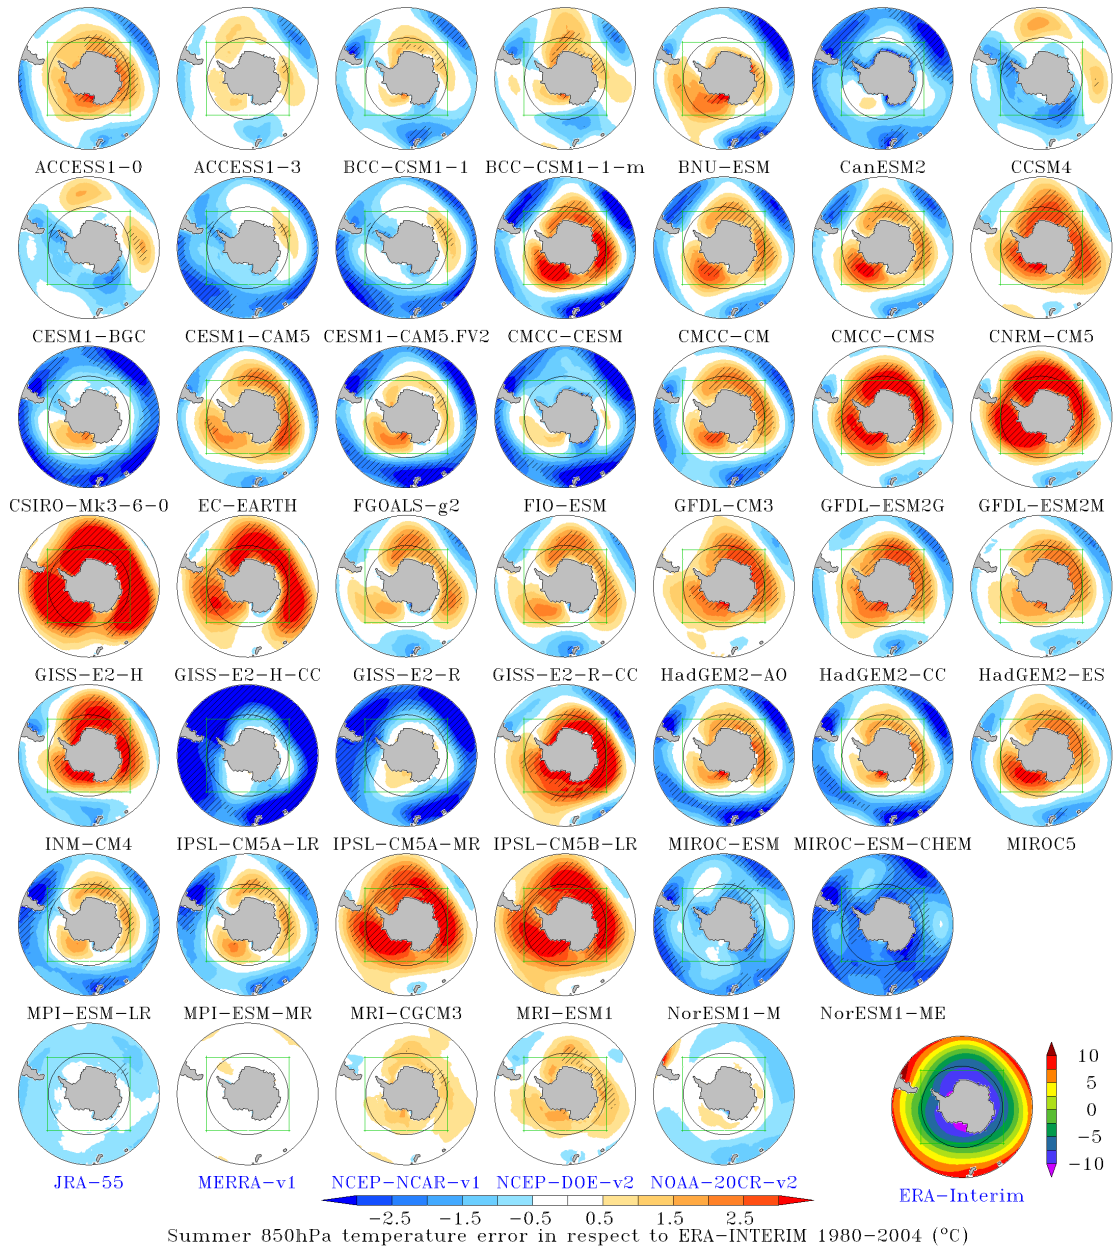 ACCESS1-0 ACCESS1-3 BCC-CSM1-1 BCC-CSM1-1-m BNU-ESM CanESM2 CCSM4
CESM1-BGC CESM1-CAM5 CESM1-CAM5.FV2 CMCC-CESM CMCC-CM CMCC-CMS CNRM-CM5
CSIRO-Mk3-6-0 EC-EARTH FGOALS-g2 FIO-ESM GFDL-CM3 GFDL-ESM2G GFDL-ESM2M
GISS-E2-H GISS-E2-H-CC GISS-E2-R GISS-E2-R-CC HadGEM2-AO HadGEM2-CC HadGEM2-ES
INM-CM4 IPSL-CM5A-LR IPSL-CM5A-MR IPSL-CM5B-LR MIROC-ESM MIROC-ESM-CHEM MIROC5
MPI-ESM-LR MPI-ESM-MR MRI-CGCM3 MRI-ESM1 NorESM1-M NorESM1-ME
10
5
0
-5
-10
JRA-55 MERRA-v1 NCEP-NCAR-v1 NCEP-DOE-v2 NOAA-20CR-v2 ERA-Interim
-2.5 -1.5 -0.5 0.5 1.5 2.5
Summer 850hPa temperature error in respect to ERA-INTERIM 1980-2004 (°C)